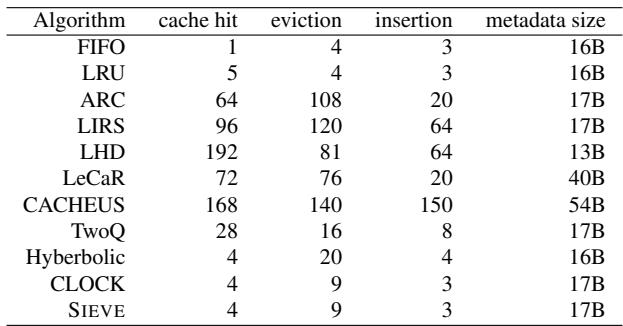 Algorithm cache hit eviction insertion metadata size
FIFO 1 4 3 16B
LRU 5 4 3 16B
ARC 64 108 20 17B
LIRS 96 120 64 17B
LHD 192 81 64 13B
LeCaR 72 76 20 40B
CACHEUS 168 140 150 54B
TwoQ 28 16 8 17B
Hyberbolic 4 20 4 16B
CLOCK 4 9 3 17B
SIEVE 4 9 3 17B